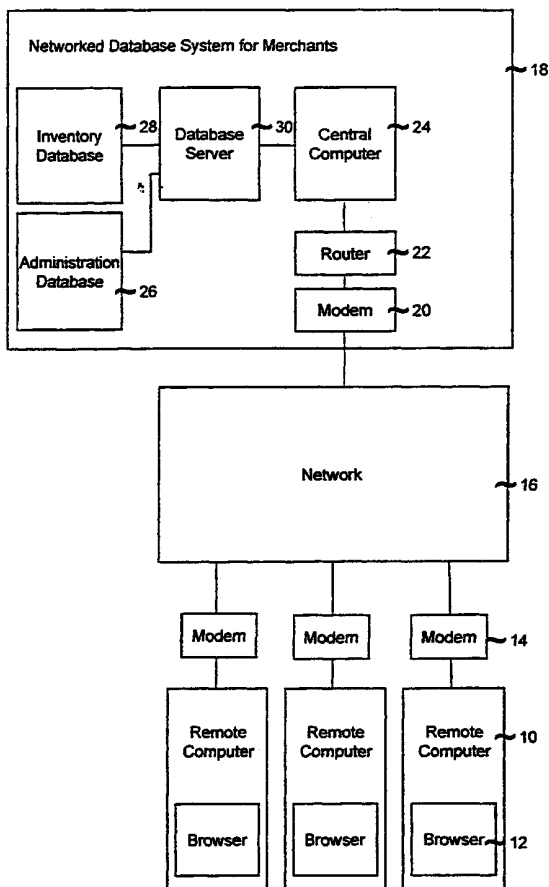 Networked Database System for Merchants
18
Inventory
Database
28
Database
Server
30
Central
Computer
24
Administration
Database
26
Router
22
Modem
20
Network
16
Modem
Modem
Modem
14
Remote
Computer
Remote
Computer
Remote
Computer
10
Browser
Browser
Browser
12